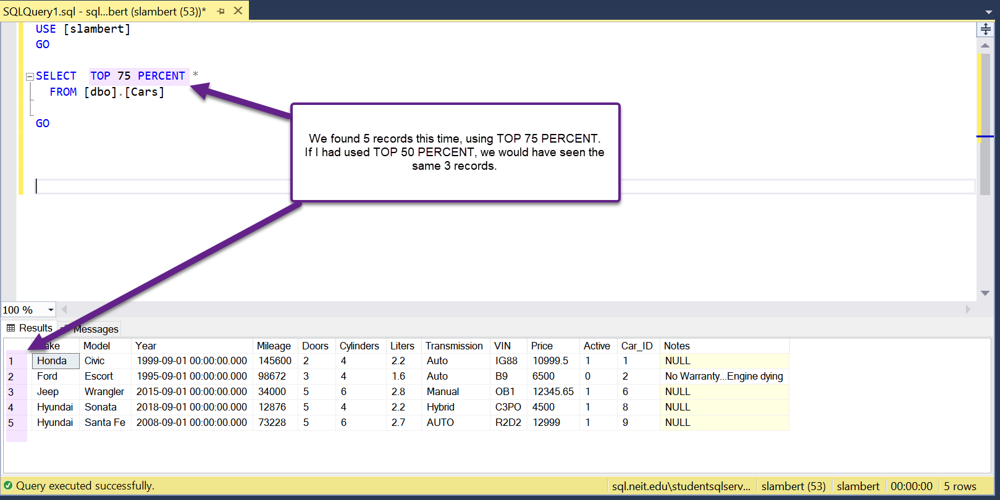 SQLQuery1.sql - sql...bert (slambert (53))*
USE [slambert]
GO
SELECT TOP 75 PERCENT *
FROM [dbo].[Cars]
GO
We found 5 records this time, using TOP 75 PERCENT.
If I had used TOP 50 PERCENT, we would have seen the
same 3 records.
100 %
Results Messages
ake Model Year Mileage Doors Cylinders Liters Transmission VIN Price Active Car_ID Notes
1 Honda Civic 1999-09-01 00:00:00.000 145600 2 4 2.2 Auto IG88 10999.5 1 1 NULL
2 Ford Escort 1995-09-01 00:00:00.000 98672 3 4 1.6 Auto B9 6500 0 2 No Warranty...Engine dying
3 Jeep Wrangler 2015-09-01 00:00:00.000 34000 5 6 2.8 Manual OB1 12345.65 1 6 NULL
4 Hyundai Sonata 2018-09-01 00:00:00.000 12876 5 4 2.2 Hybrid C3PO 4500 1 8 NULL
5 Hyundai Santa Fe 2008-09-01 00:00:00.000 73228 5 6 2.7 AUTO R2D2 12999 1 9 NULL
Query executed successfully. sql.neit.edu\studentsqlserv... slambert (53) slambert 00:00:00 5 rows